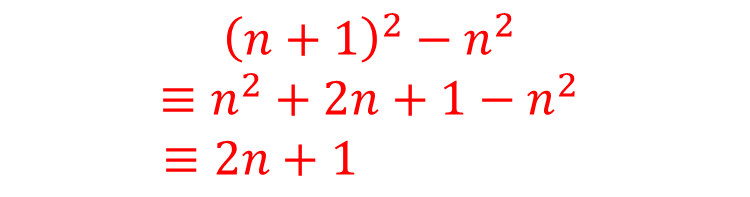 (n + 1)² − n²
≡ n² + 2n + 1 − n²
≡ 2n + 1